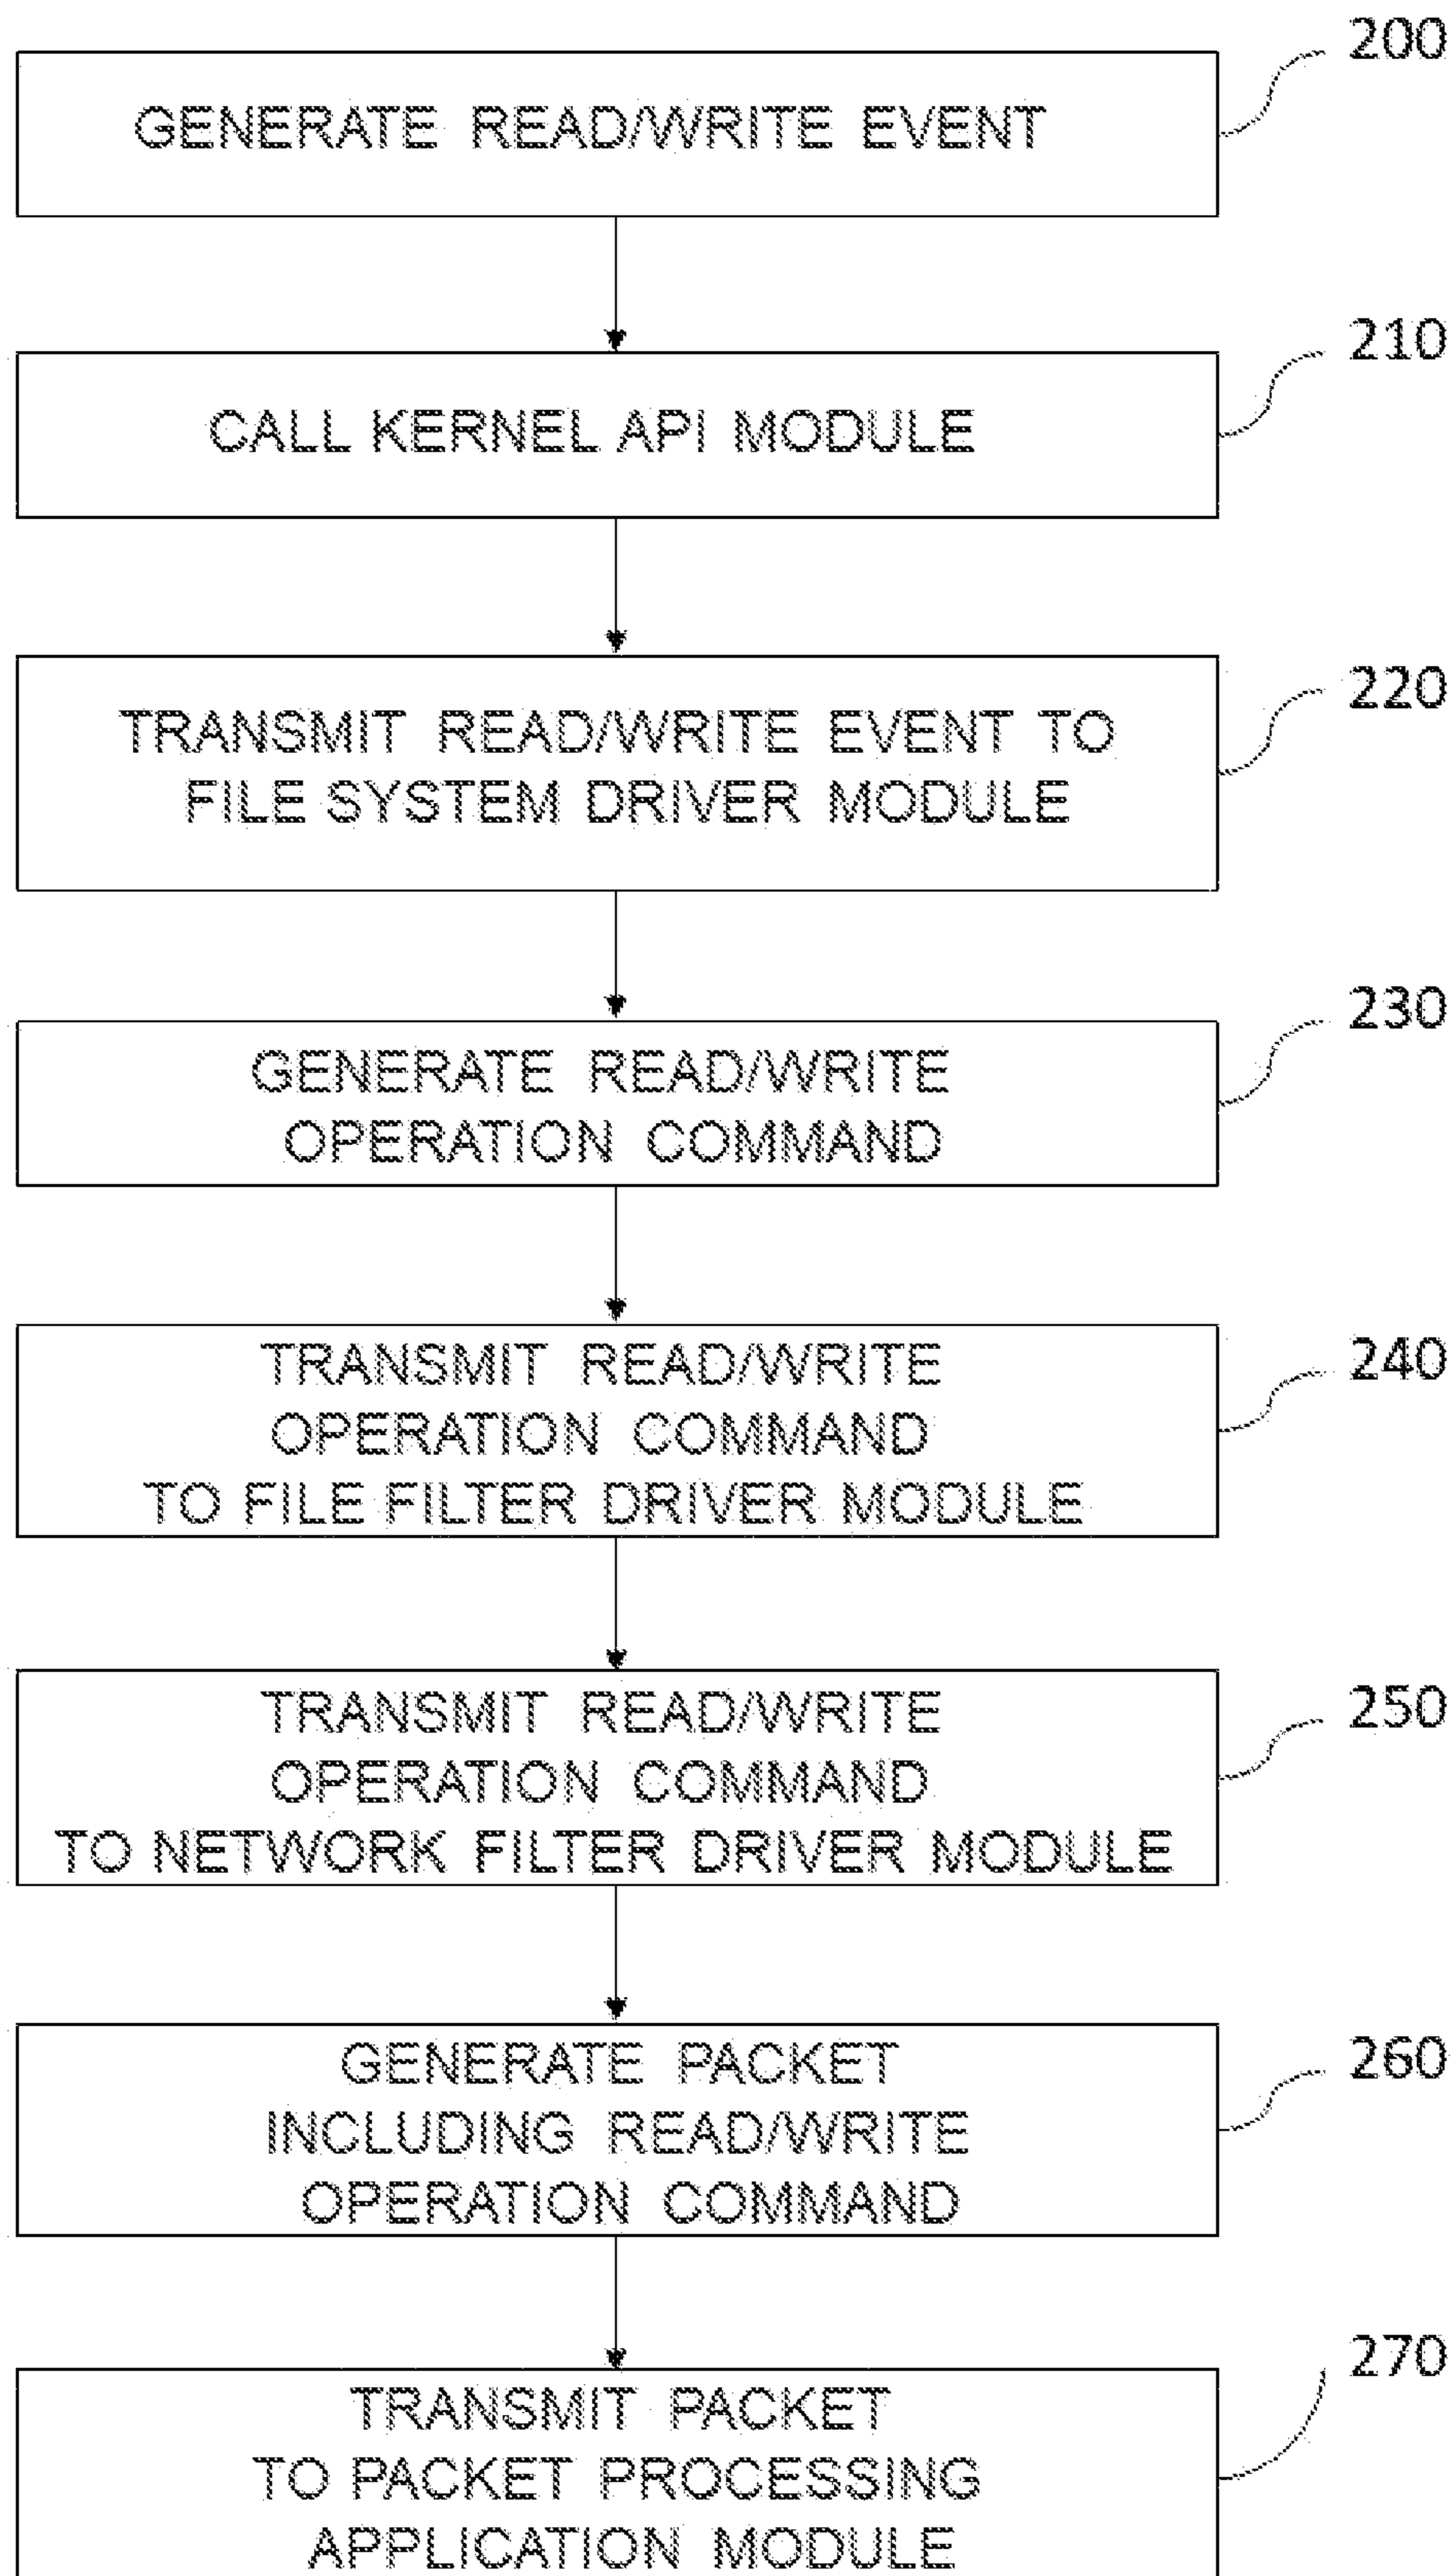 200
GENERATE READ/WRITE EVENT
210
CALL KERNEL API MODULE
220
TRANSMIT READ/WRITE EVENT TO
FILE SYSTEM DRIVER MODULE
230
GENERATE READ/WRITE
OPERATION COMMAND
240
TRANSMIT READ/WRITE
OPERATION COMMAND
TO FILE FILTER DRIVER MODULE
250
TRANSMIT READ/WRITE
OPERATION COMMAND
TO NETWORK FILTER DRIVER MODULE
260
GENERATE PACKET
INCLUDING READ/WRITE
OPERATION COMMAND
270
TRANSMIT PACKET
TO PACKET PROCESSING
APPLICATION MODULE